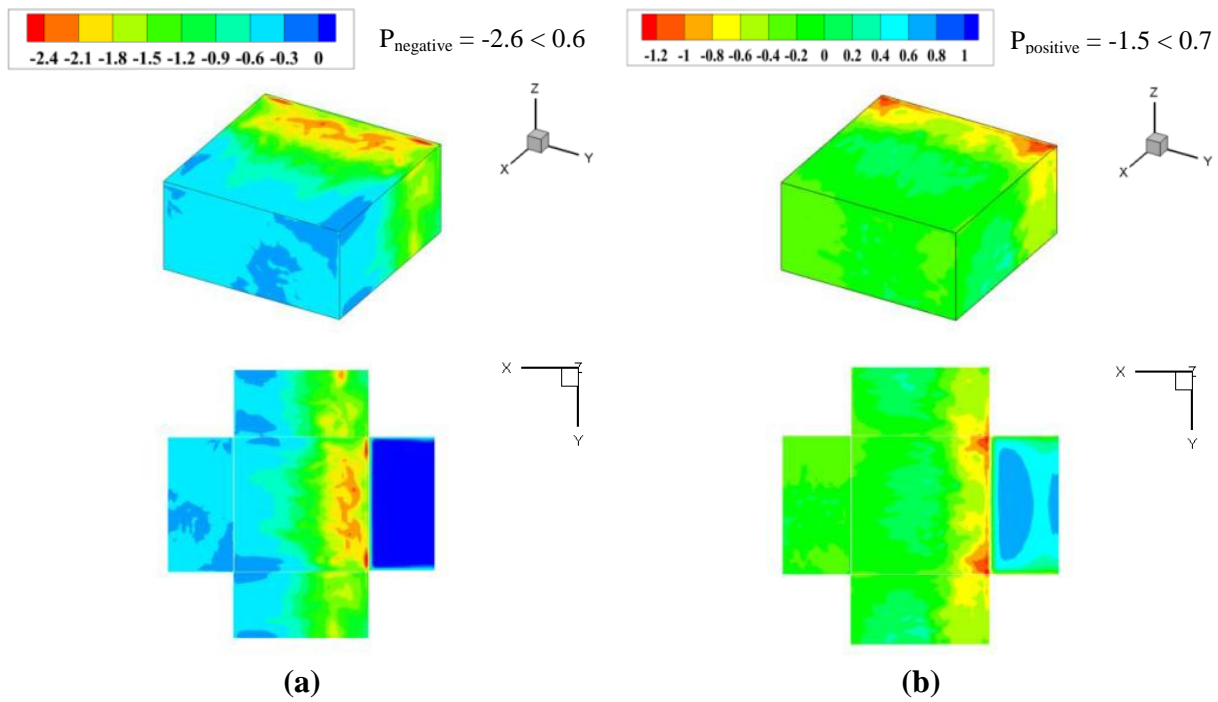 -2.4 -2.1 -1.8 -1.5 -1.2 -0.9 -0.6 -0.3 0
Pnegative = -2.6 < 0.6
-1.2 -1 -0.8 -0.6 -0.4 -0.2 0 0.2 0.4 0.6 0.8 1
Ppositive = -1.5 < 0.7
Z
X
Y
Z
X
Y
X Z
Y
X Z
Y
(a)
(b)